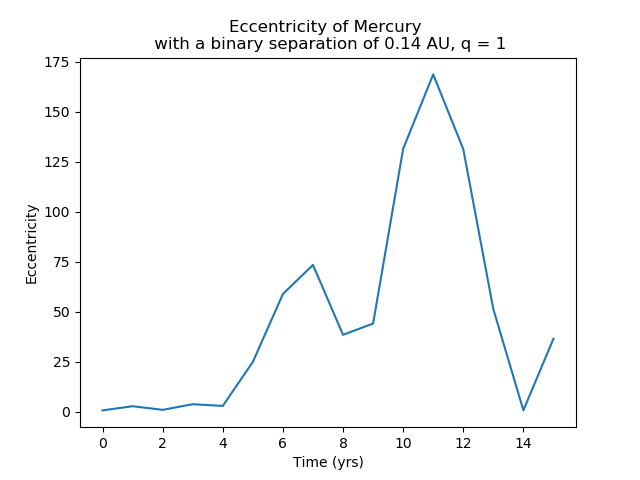 Eccentricity of Mercury
with a binary separation of 0.14 AU, q = 1
175
150
125
100
75
50
25
0
Eccentricity
0 2 4 6 8 10 12 14
Time (yrs)